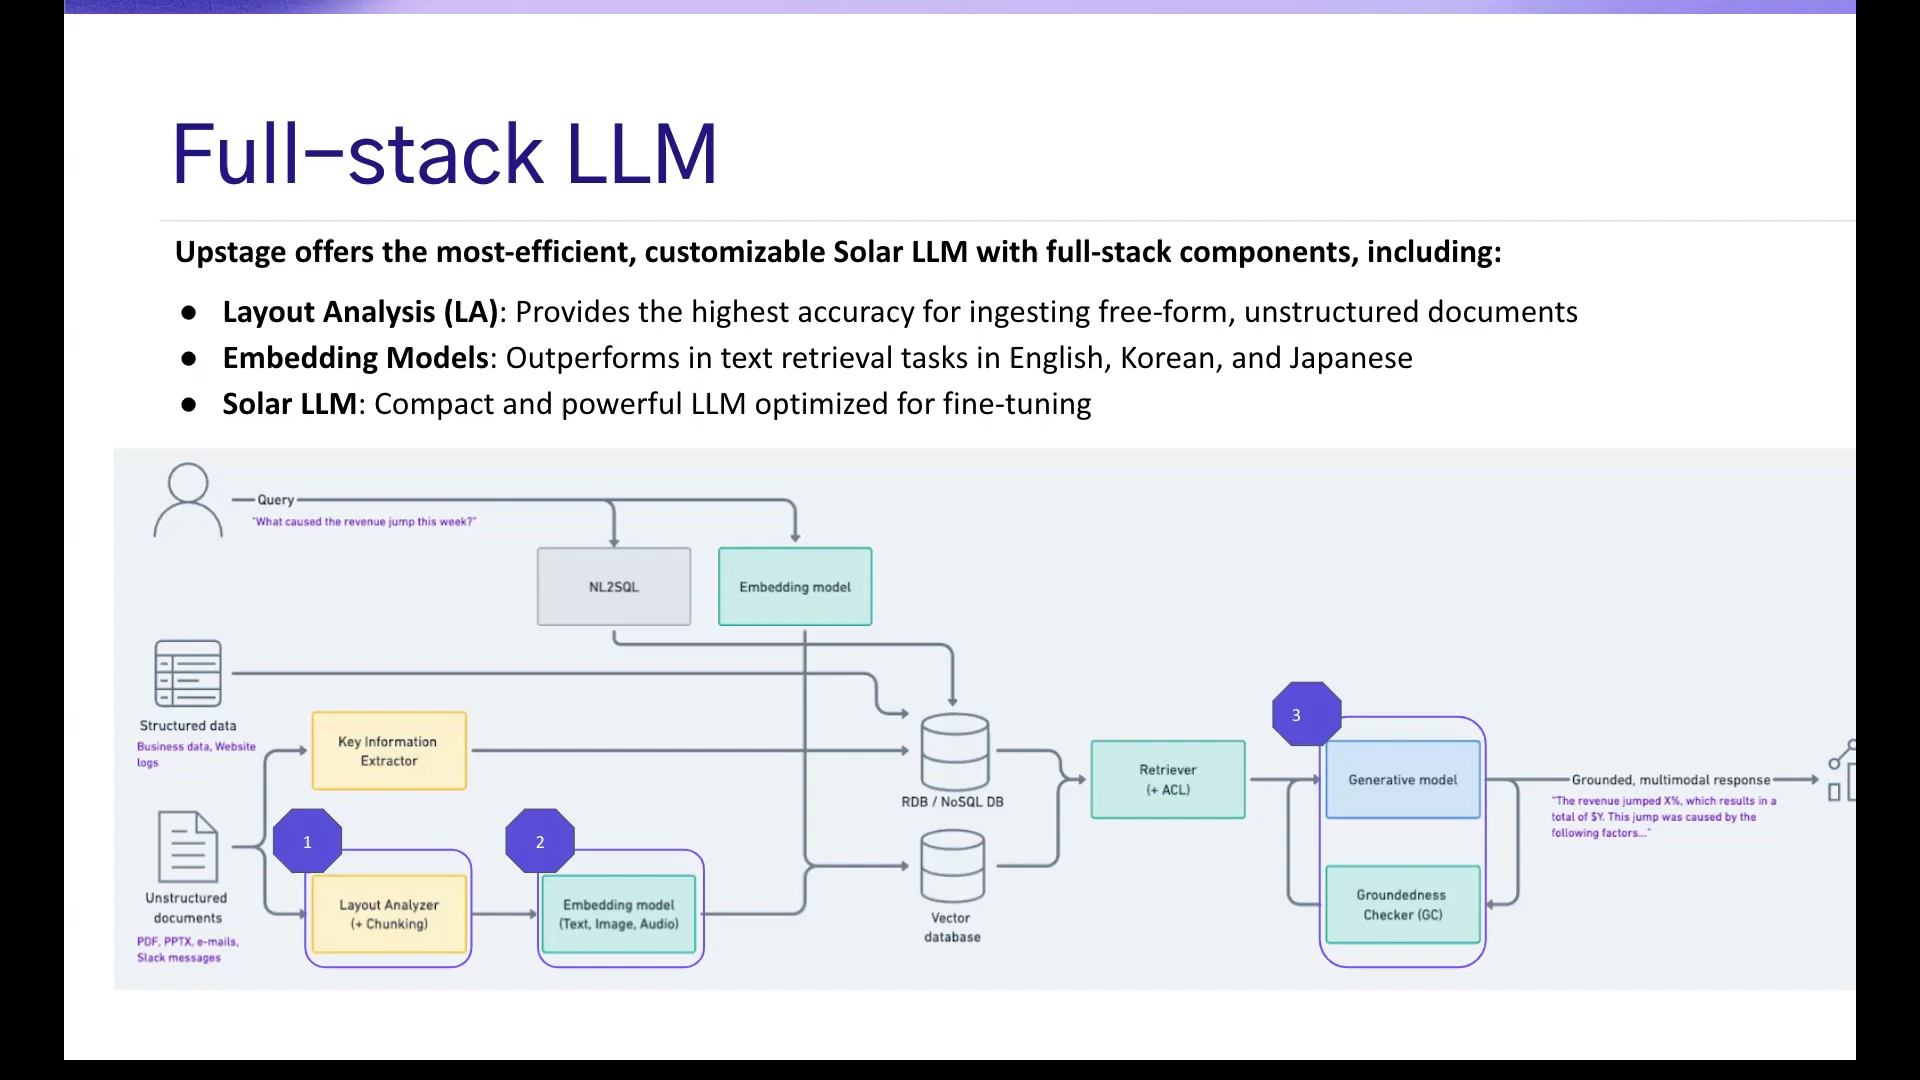 Full-stack LLM
Upstage offers the most-efficient, customizable Solar LLM with full-stack components, including:
● Layout Analysis (LA): Provides the highest accuracy for ingesting free-form, unstructured documents
● Embedding Models: Outperforms in text retrieval tasks in English, Korean, and Japanese
● Solar LLM: Compact and powerful LLM optimized for fine-tuning
Query
"What caused the revenue jump this week?"
NL2SQL
Embedding model
Structured data
Business data, Website
logs
Key Information
Extractor
RDB / NoSQL DB
Retriever
(+ ACL)
3
Generative model
Grounded, multimodal response
"The revenue jumped X%, which results in a
total of $Y. This jump was caused by the
following factors..."
1
2
Unstructured
documents
PDF, PPTX, e-mails,
Slack messages
Layout Analyzer
(+ Chunking)
Embedding model
(Text, Image, Audio)
Vector
database
Groundedness
Checker (GC)